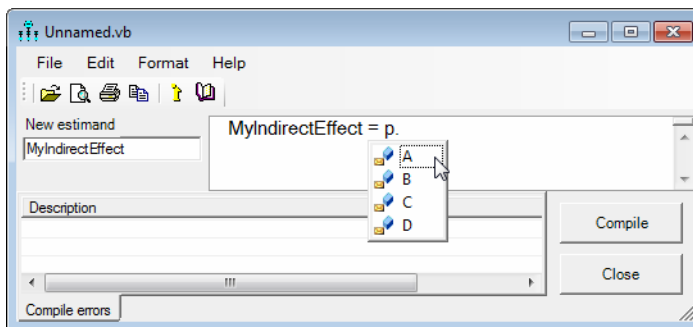 Unnamed.vb
File Edit Format Help
New estimand
MyIndirectEffect
MyIndirectEffect = p.
A
B
C
D
Description
Compile
Close
Compile errors